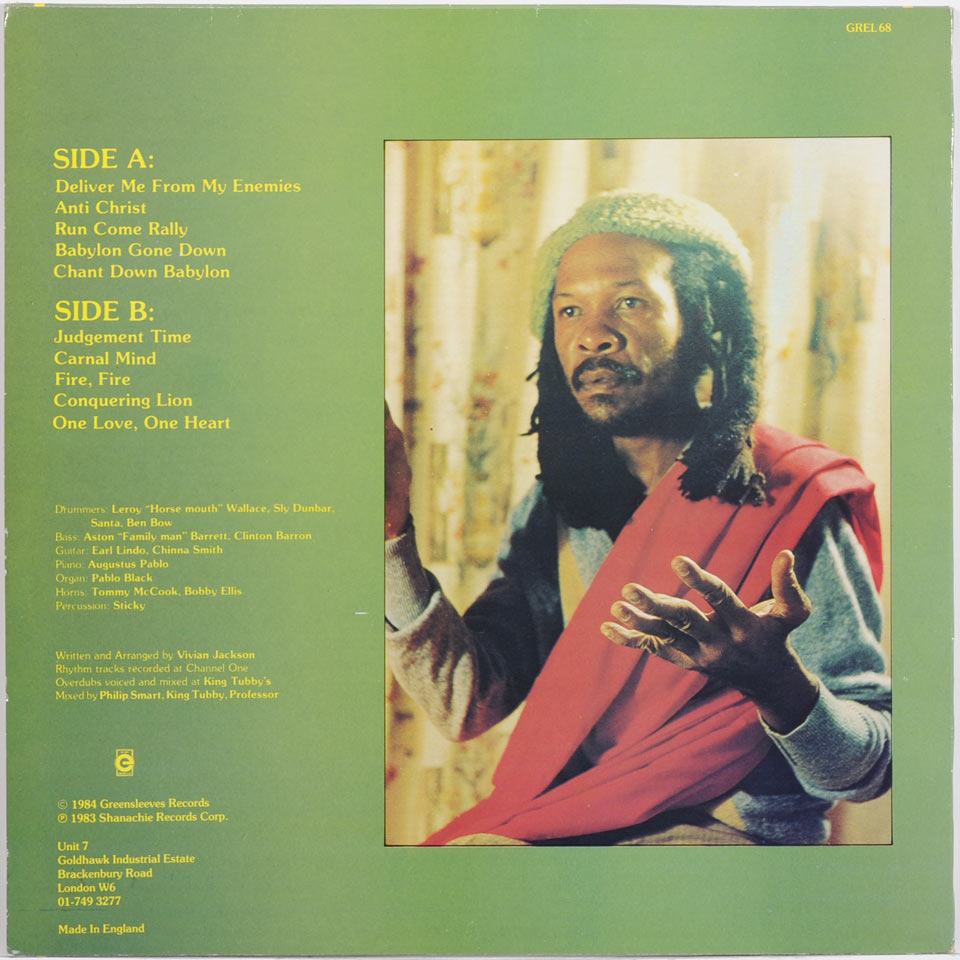 GREL 68
SIDE A:
Deliver Me From My Enemies
Anti Christ
Run Come Rally
Babylon Gone Down
Chant Down Babylon
SIDE B:
Judgement Time
Carnal Mind
Fire, Fire
Conquering Lion
One Love, One Heart
Drummers: Leroy "Horse mouth" Wallace, Sly Dunbar,
Santa, Ben Bow
Bass: Aston "Family man" Barrett, Clinton Barron
Guitar: Earl Lindo, Chinna Smith
Piano: Augustus Pablo
Organ: Pablo Black
Horns: Tommy McCook, Bobby Ellis
Percussion: Sticky
Written and Arranged by Vivian Jackson
Rhythm tracks recorded at Channel One
Overdubs voiced and mixed at King Tubby's
Mixed by Philip Smart, King Tubby, Professor
© 1984 Greensleeves Records
℗ 1983 Shanachie Records Corp.
Unit 7
Goldhawk Industrial Estate
Brackenbury Road
London W6
01-749 3277
Made In England